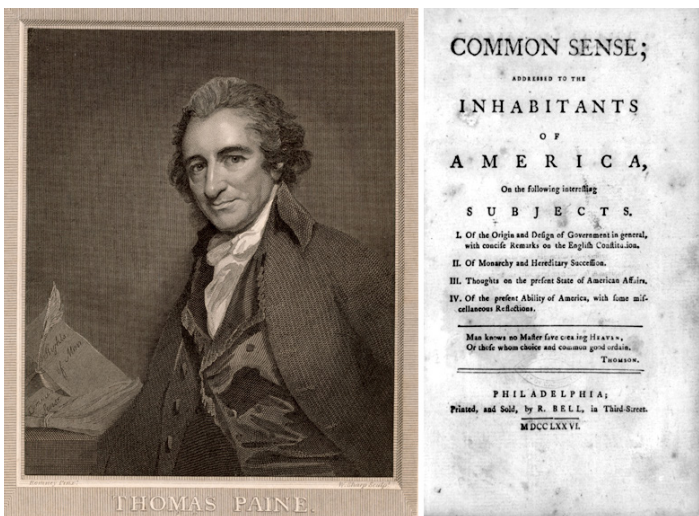 Rights
of Man
THOMAS PAINE.
COMMON SENSE;
ADDRESSED TO THE
INHABITANTS
OF
AMERICA,
On the following intereſting
SUBJECTS.
I. Of the Origin and Deſign of Government in general,
with conciſe Remarks on the Engliſh Conſtitution.
II. Of Monarchy and Hereditary Succeſſion.
III. Thoughts on the preſent State of American Affairs.
IV. Of the preſent Ability of America, with ſome miſ-
cellaneous Reflections.
Man knows no Maſter ſave creating HEAVEN,
Or thoſe whom choice and common good ordain.
THOMSON.
PHILADELPHIA;
Printed, and Sold, by R. BELL, in Third-Street.
MDCCLXXVI.